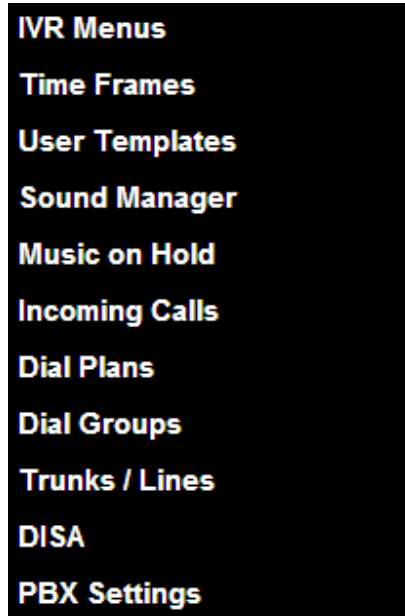 IVR Menus
Time Frames
User Templates
Sound Manager
Music on Hold
Incoming Calls
Dial Plans
Dial Groups
Trunks / Lines
DISA
PBX Settings